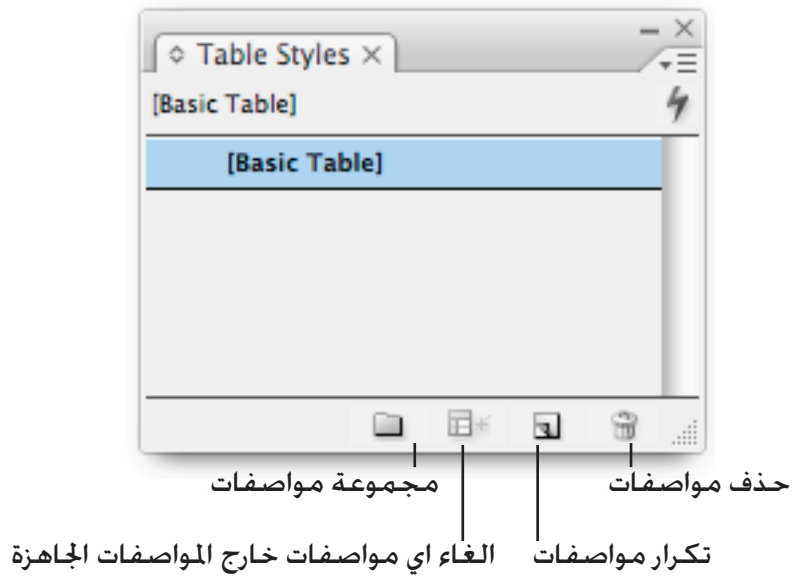 Table Styles
[Basic Table]
[Basic Table]
حذف مواصفات
مجموعة مواصفات
تكرار مواصفات
الغاء اي مواصفات خارج المواصفات الجاهزة